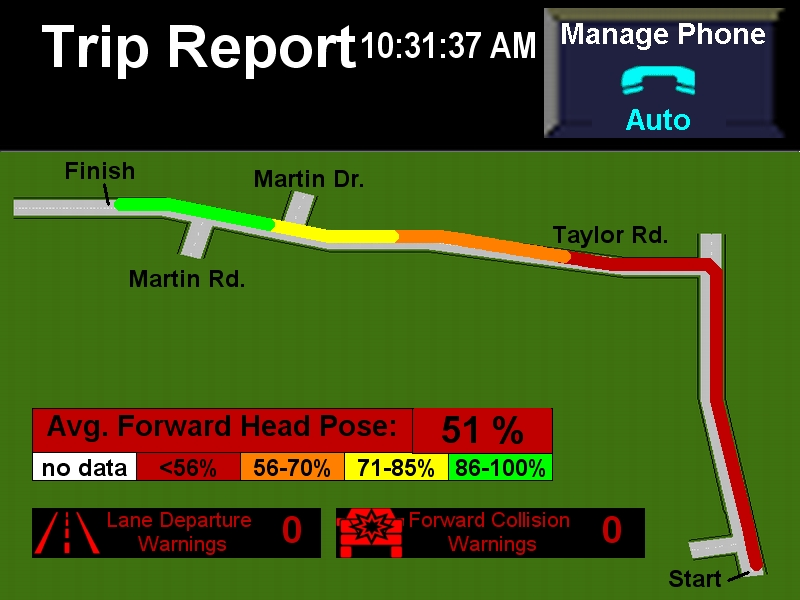 Trip Report
10:31:37 AM
Manage Phone
Auto
Finish
Martin Dr.
Taylor Rd.
Martin Rd.
Avg. Forward Head Pose: 51 %
no data <56% 56-70% 71-85% 86-100%
Lane Departure
Warnings
0
Forward Collision
Warnings
0
Start